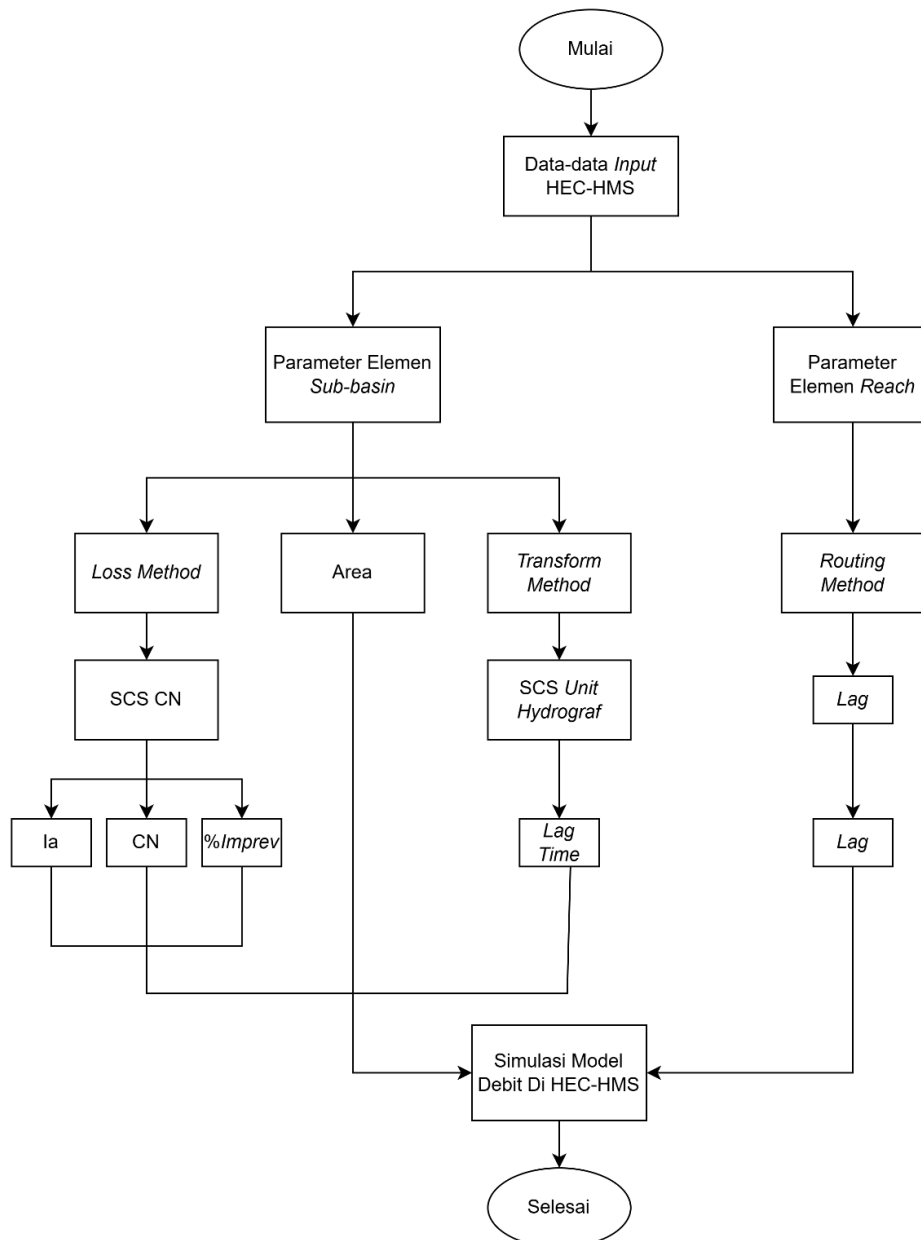 Mulai
Data-data Input
HEC-HMS
Parameter Elemen
Sub-basin
Parameter
Elemen Reach
Loss Method
Area
Transform
Method
Routing
Method
SCS CN
SCS Unit
Hydrograf
Lag
Ia
CN
%Imprev
Lag
Time
Lag
Simulasi Model
Debit Di HEC-HMS
Selesai